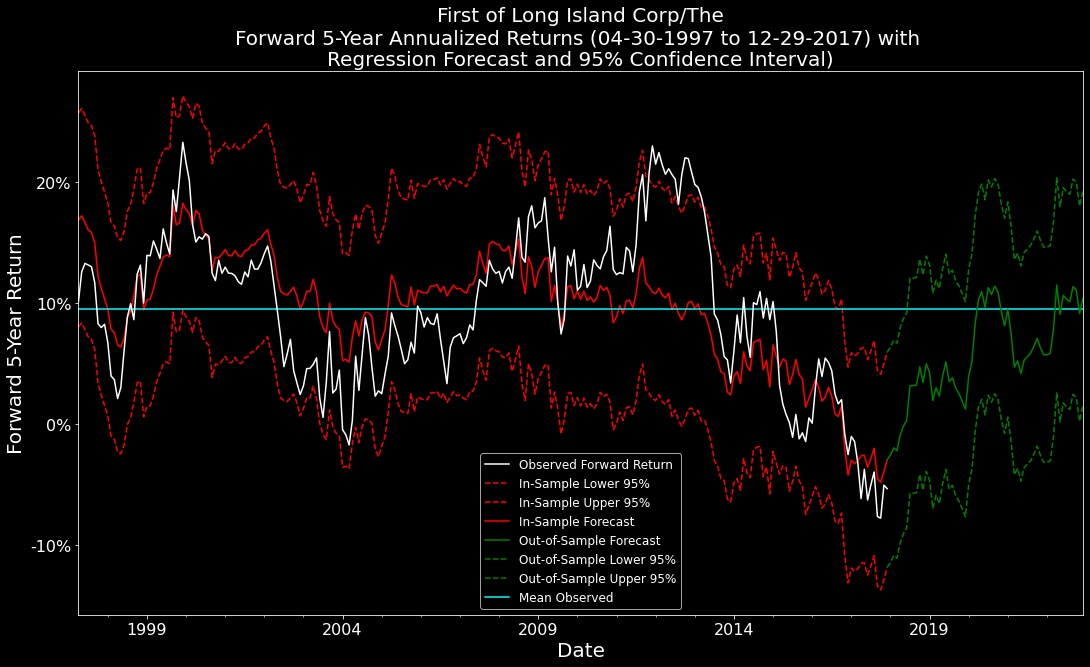 First of Long Island Corp/The
Forward 5-Year Annualized Returns (04-30-1997 to 12-29-2017) with
Regression Forecast and 95% Confidence Interval)
Forward 5-Year Return
20%
10%
0%
-10%
Observed Forward Return
In-Sample Lower 95%
In-Sample Upper 95%
In-Sample Forecast
Out-of-Sample Forecast
Out-of-Sample Lower 95%
Out-of-Sample Upper 95%
Mean Observed
1999 2004 2009 2014 2019
Date